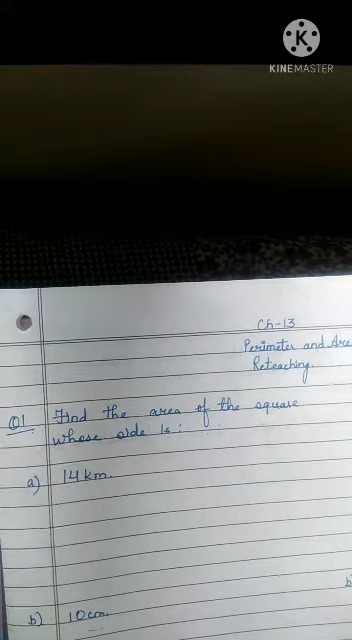 KINEMASTER
Ch-13
Perimeter and Are
Reteaching.
Q1 Find the area of the square
whose side is:
a) 14 km.
b
b) 10 cm.